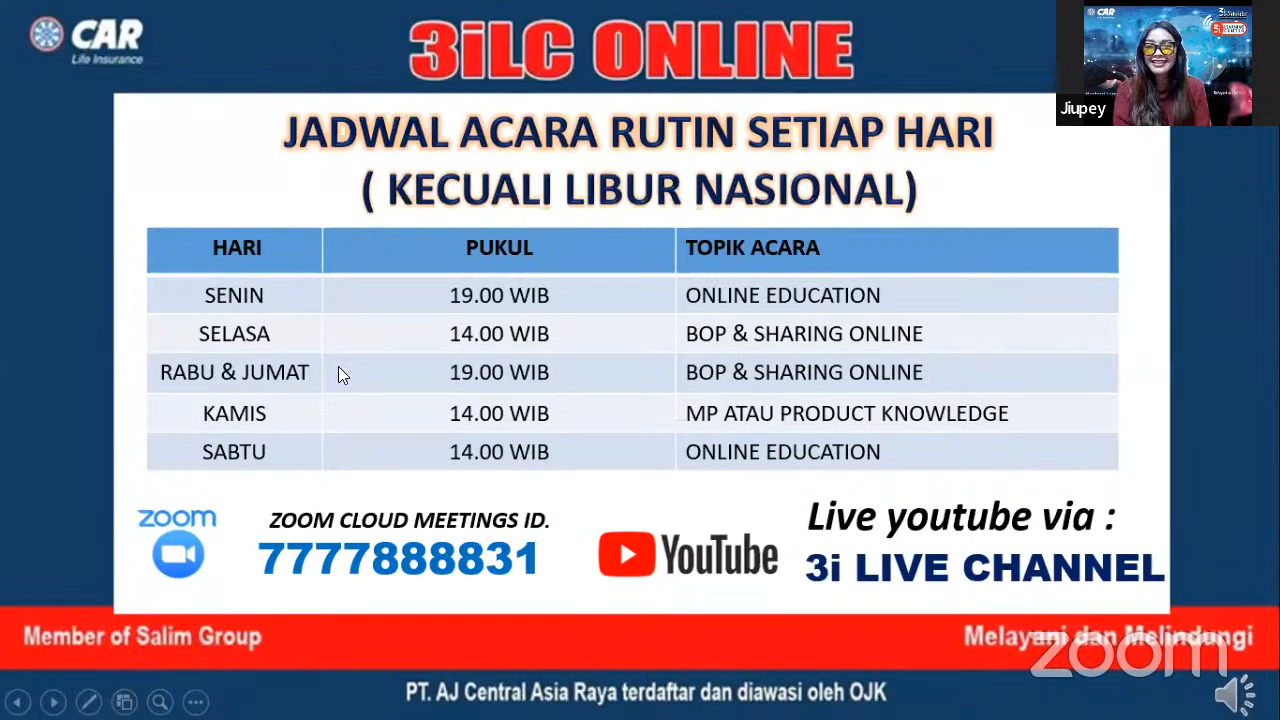 CAR
Life Insurance
3iLC ONLINE
CAR
Jiupey
JADWAL ACARA RUTIN SETIAP HARI
( KECUALI LIBUR NASIONAL)
HARI PUKUL TOPIK ACARA
SENIN 19.00 WIB ONLINE EDUCATION
SELASA 14.00 WIB BOP & SHARING ONLINE
RABU & JUMAT 19.00 WIB BOP & SHARING ONLINE
KAMIS 14.00 WIB MP ATAU PRODUCT KNOWLEDGE
SABTU 14.00 WIB ONLINE EDUCATION
zoom
ZOOM CLOUD MEETINGS ID.
7777888831
YouTube
Live youtube via :
3i LIVE CHANNEL
Member of Salim Group
Melayani dan Melindungi
zoom
PT. AJ Central Asia Raya terdaftar dan diawasi oleh OJK